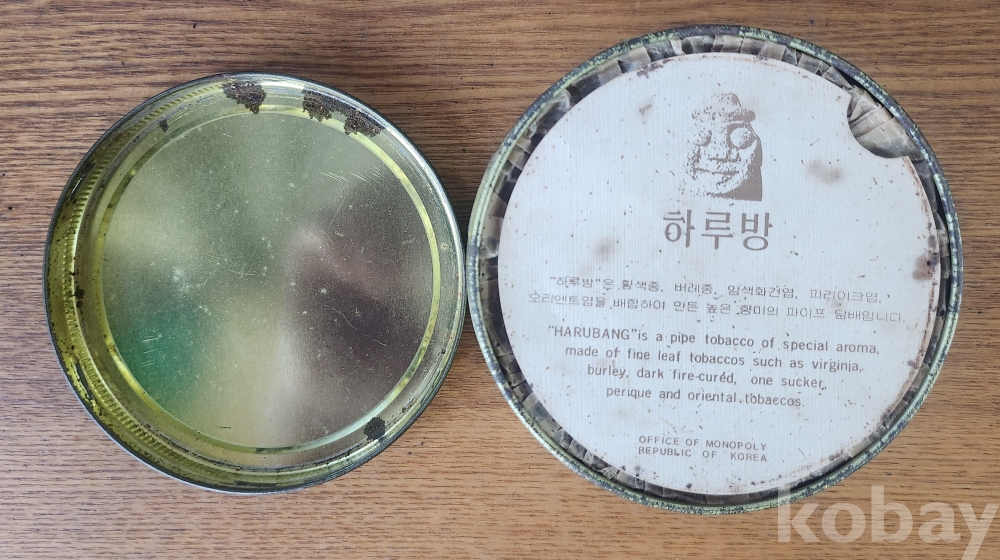 하루방
"하루방"은 황색종, 버레종, 암색화건엽, 페리이크엽,
오리엔트엽을 배합하여 만든 높은 향미의 파이프 담배입니다.
"HARUBANG" is a pipe tobacco of special aroma,
made of fine leaf tobaccos such as virginia,
burley, dark fire-cured, one sucker,
perique and oriental tobaccos.
OFFICE OF MONOPOLY
REPUBLIC OF KOREA
kobay